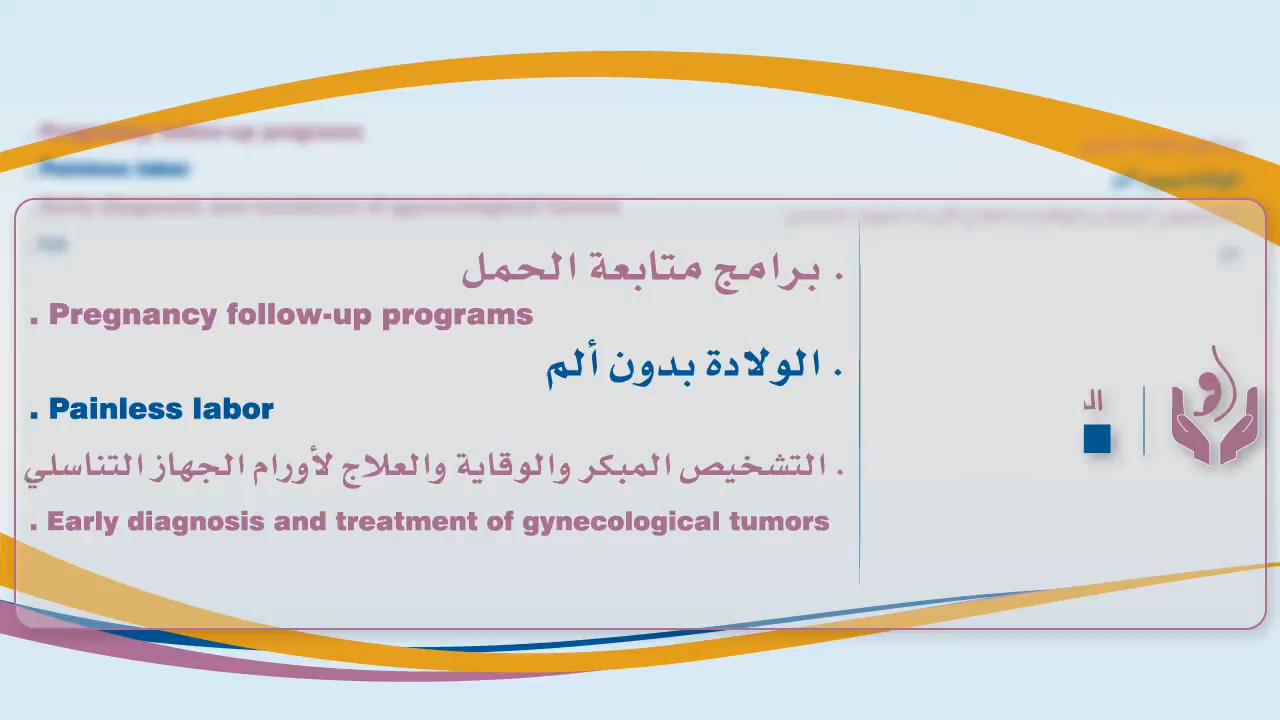 . برامج متابعة الحمل
. Pregnancy follow-up programs
. الولادة بدون ألم
. Painless labor
. التشخيص المبكر والوقاية والعلاج لأورام الجهاز التناسلي
. Early diagnosis and treatment of gynecological tumors